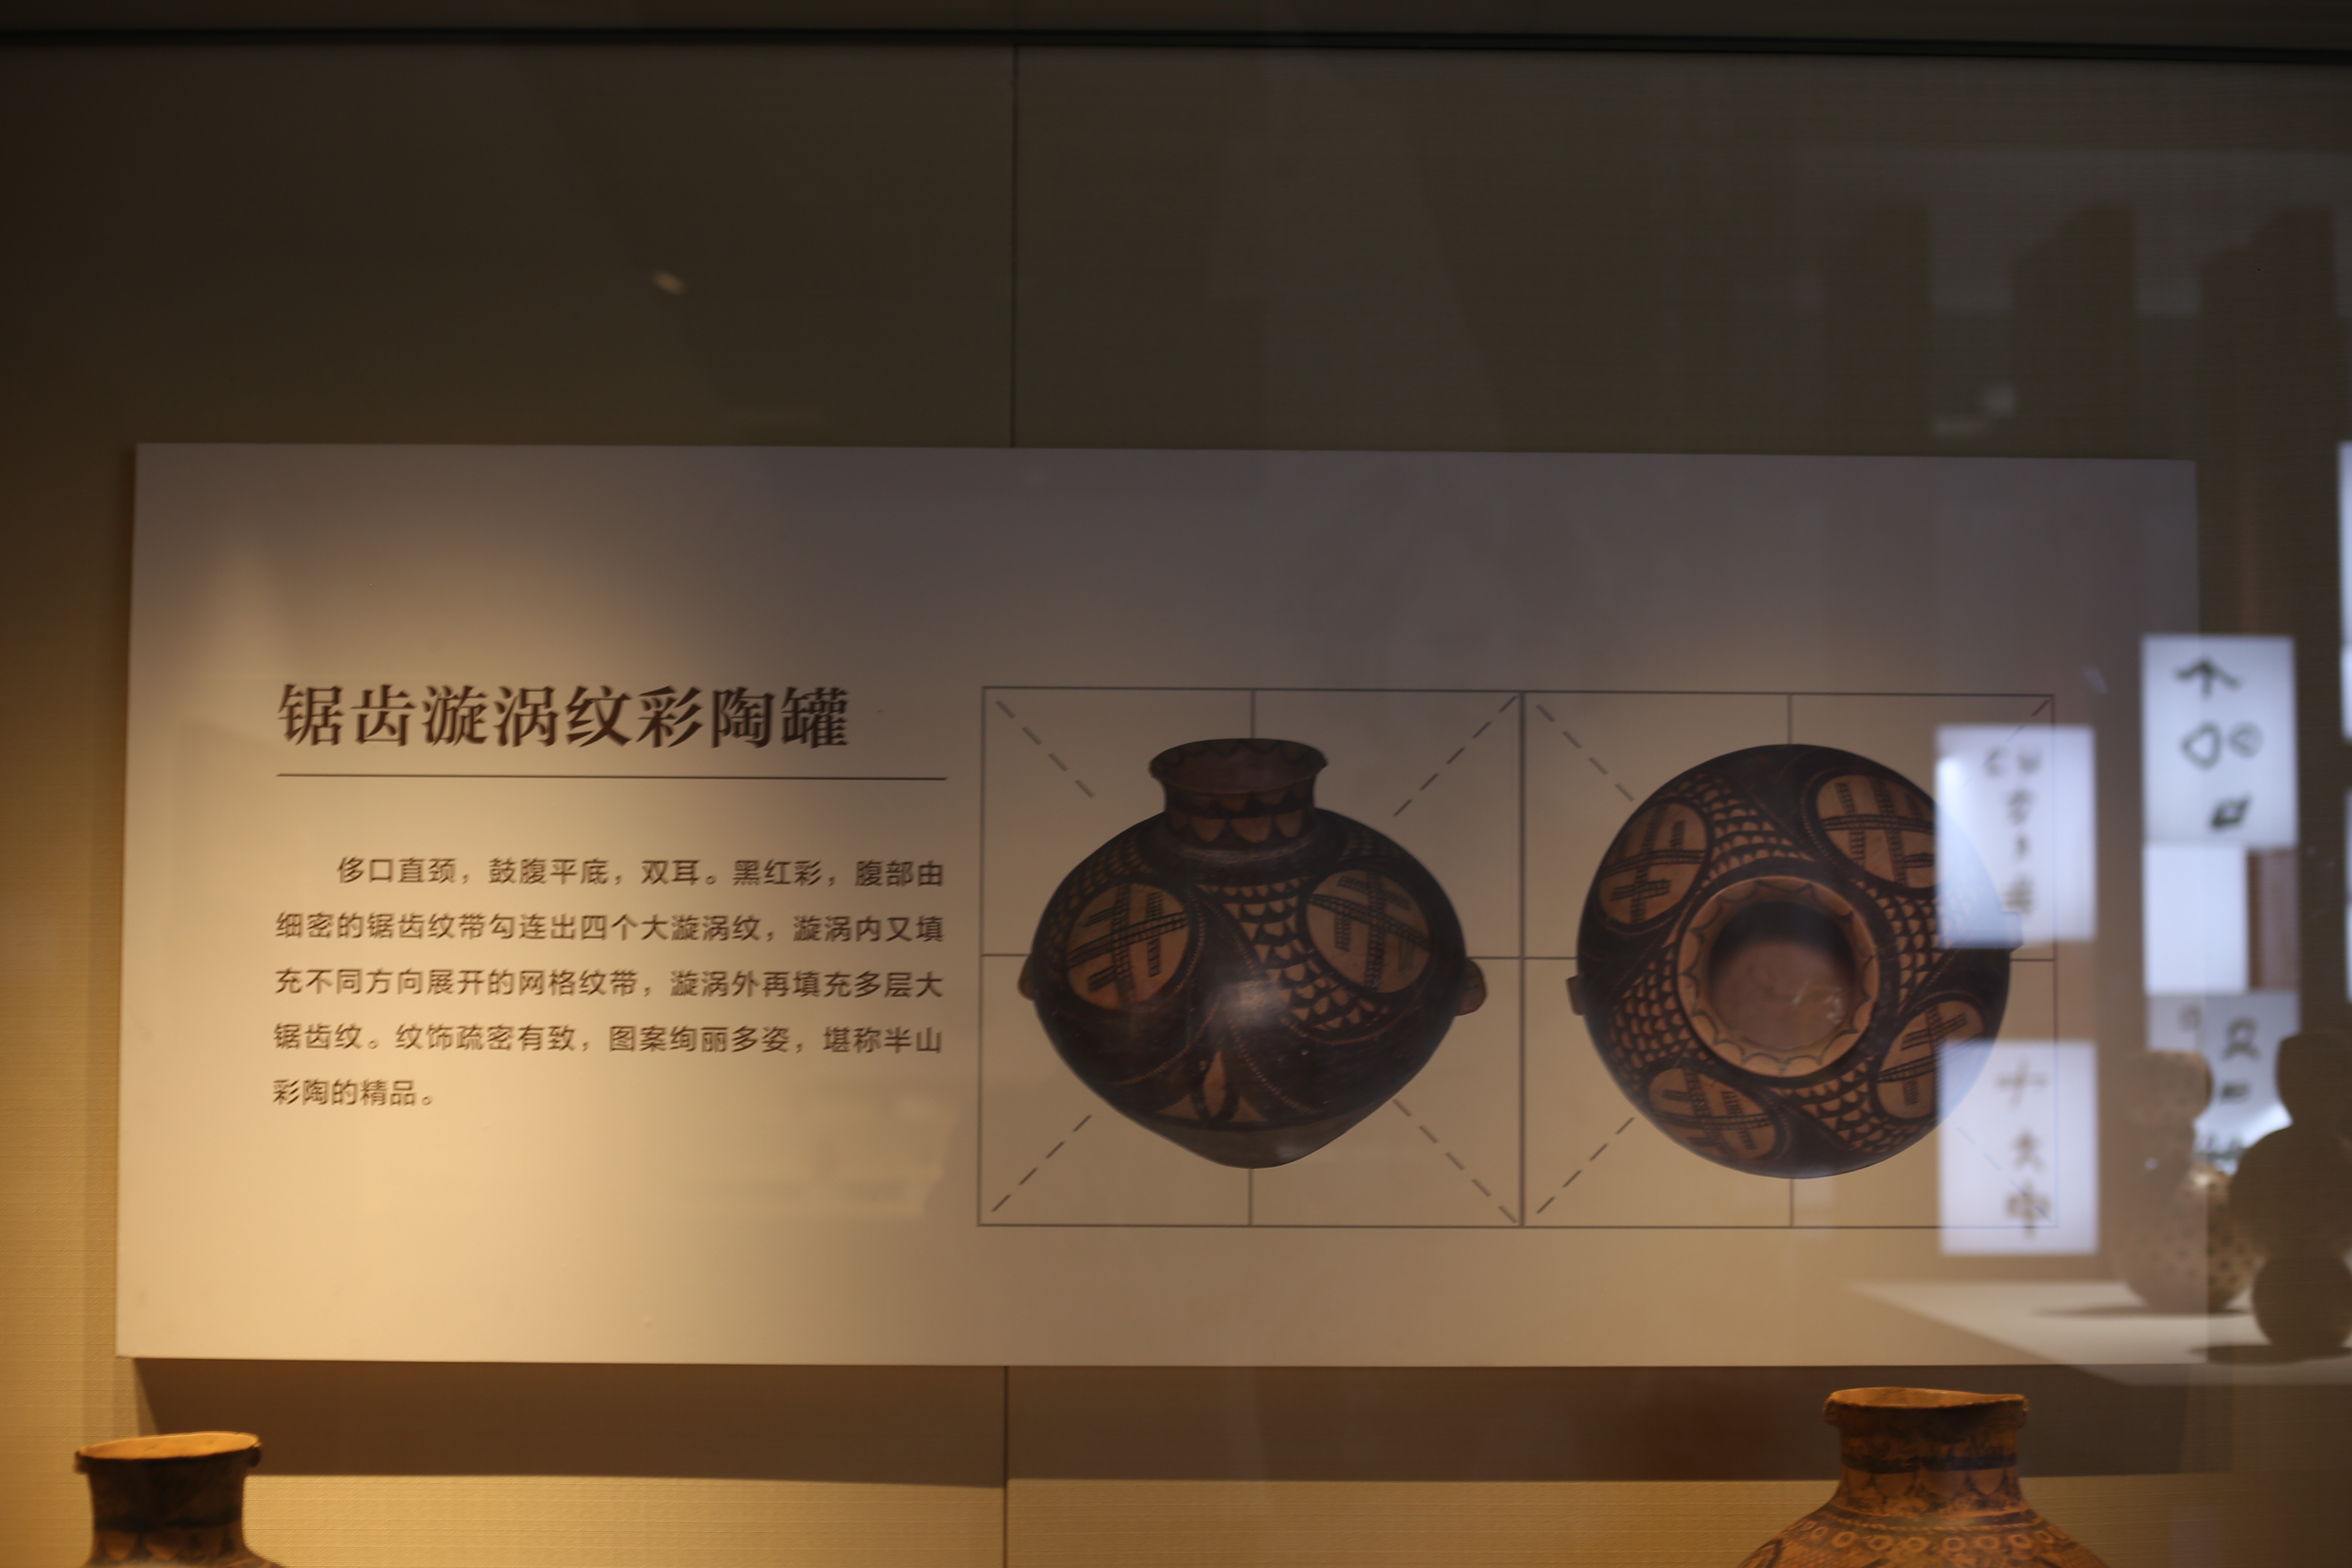 锯齿漩涡纹彩陶罐
侈口直颈，鼓腹平底，双耳。黑红彩，腹部由
细密的锯齿纹带勾连出四个大漩涡纹，漩涡内又填
充不同方向展开的网格纹带，漩涡外再填充多层大
锯齿纹。纹饰疏密有致，图案绚丽多姿，堪称半山
彩陶的精品。